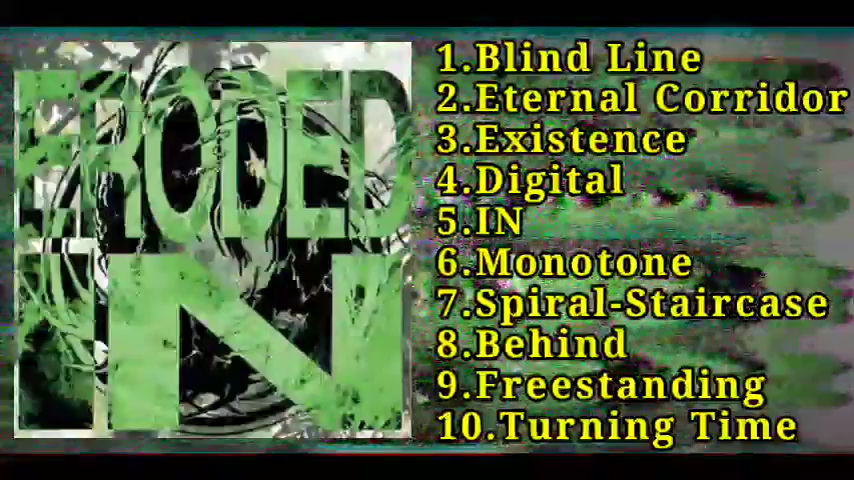 ERODED
IN
1.Blind Line
2.Eternal Corridor
3.Existence
4.Digital
5.IN
6.Monotone
7.Spiral-Staircase
8.Behind
9.Freestanding
10.Turning Time